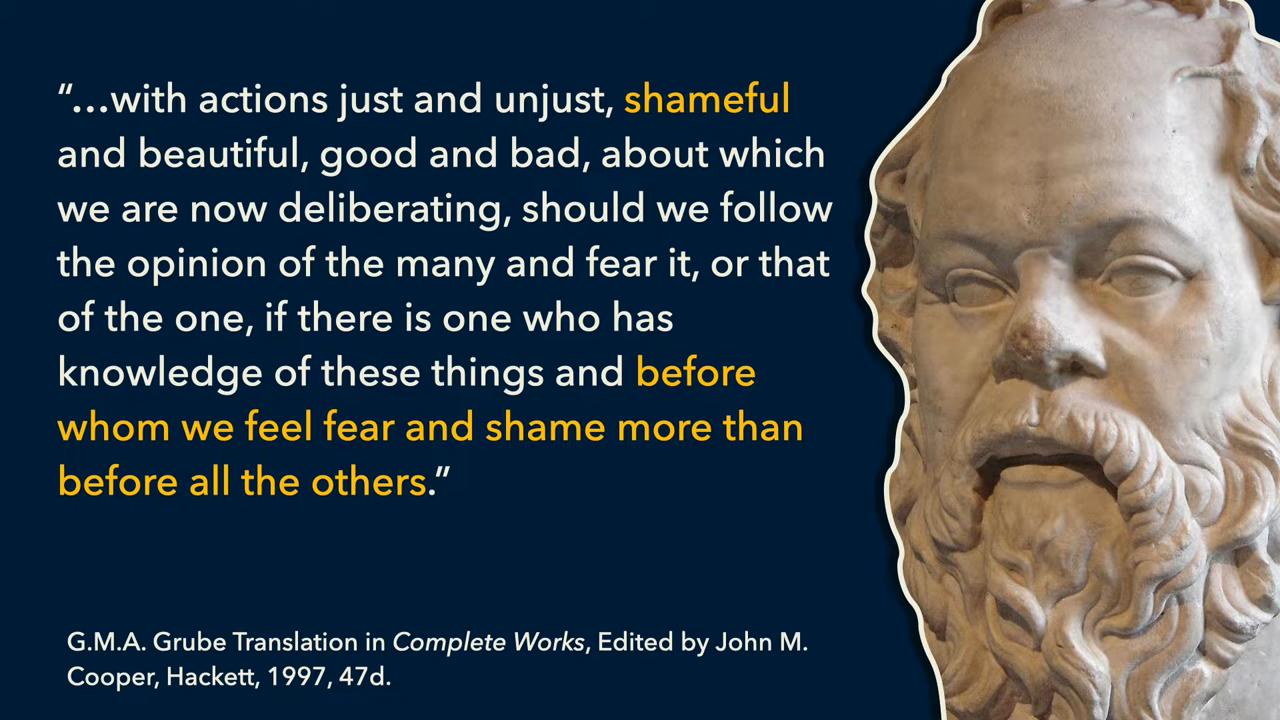 “...with actions just and unjust, shameful
and beautiful, good and bad, about which
we are now deliberating, should we follow
the opinion of the many and fear it, or that
of the one, if there is one who has
knowledge of these things and before
whom we feel fear and shame more than
before all the others.”
G.M.A. Grube Translation in Complete Works, Edited by John M.
Cooper, Hackett, 1997, 47d.